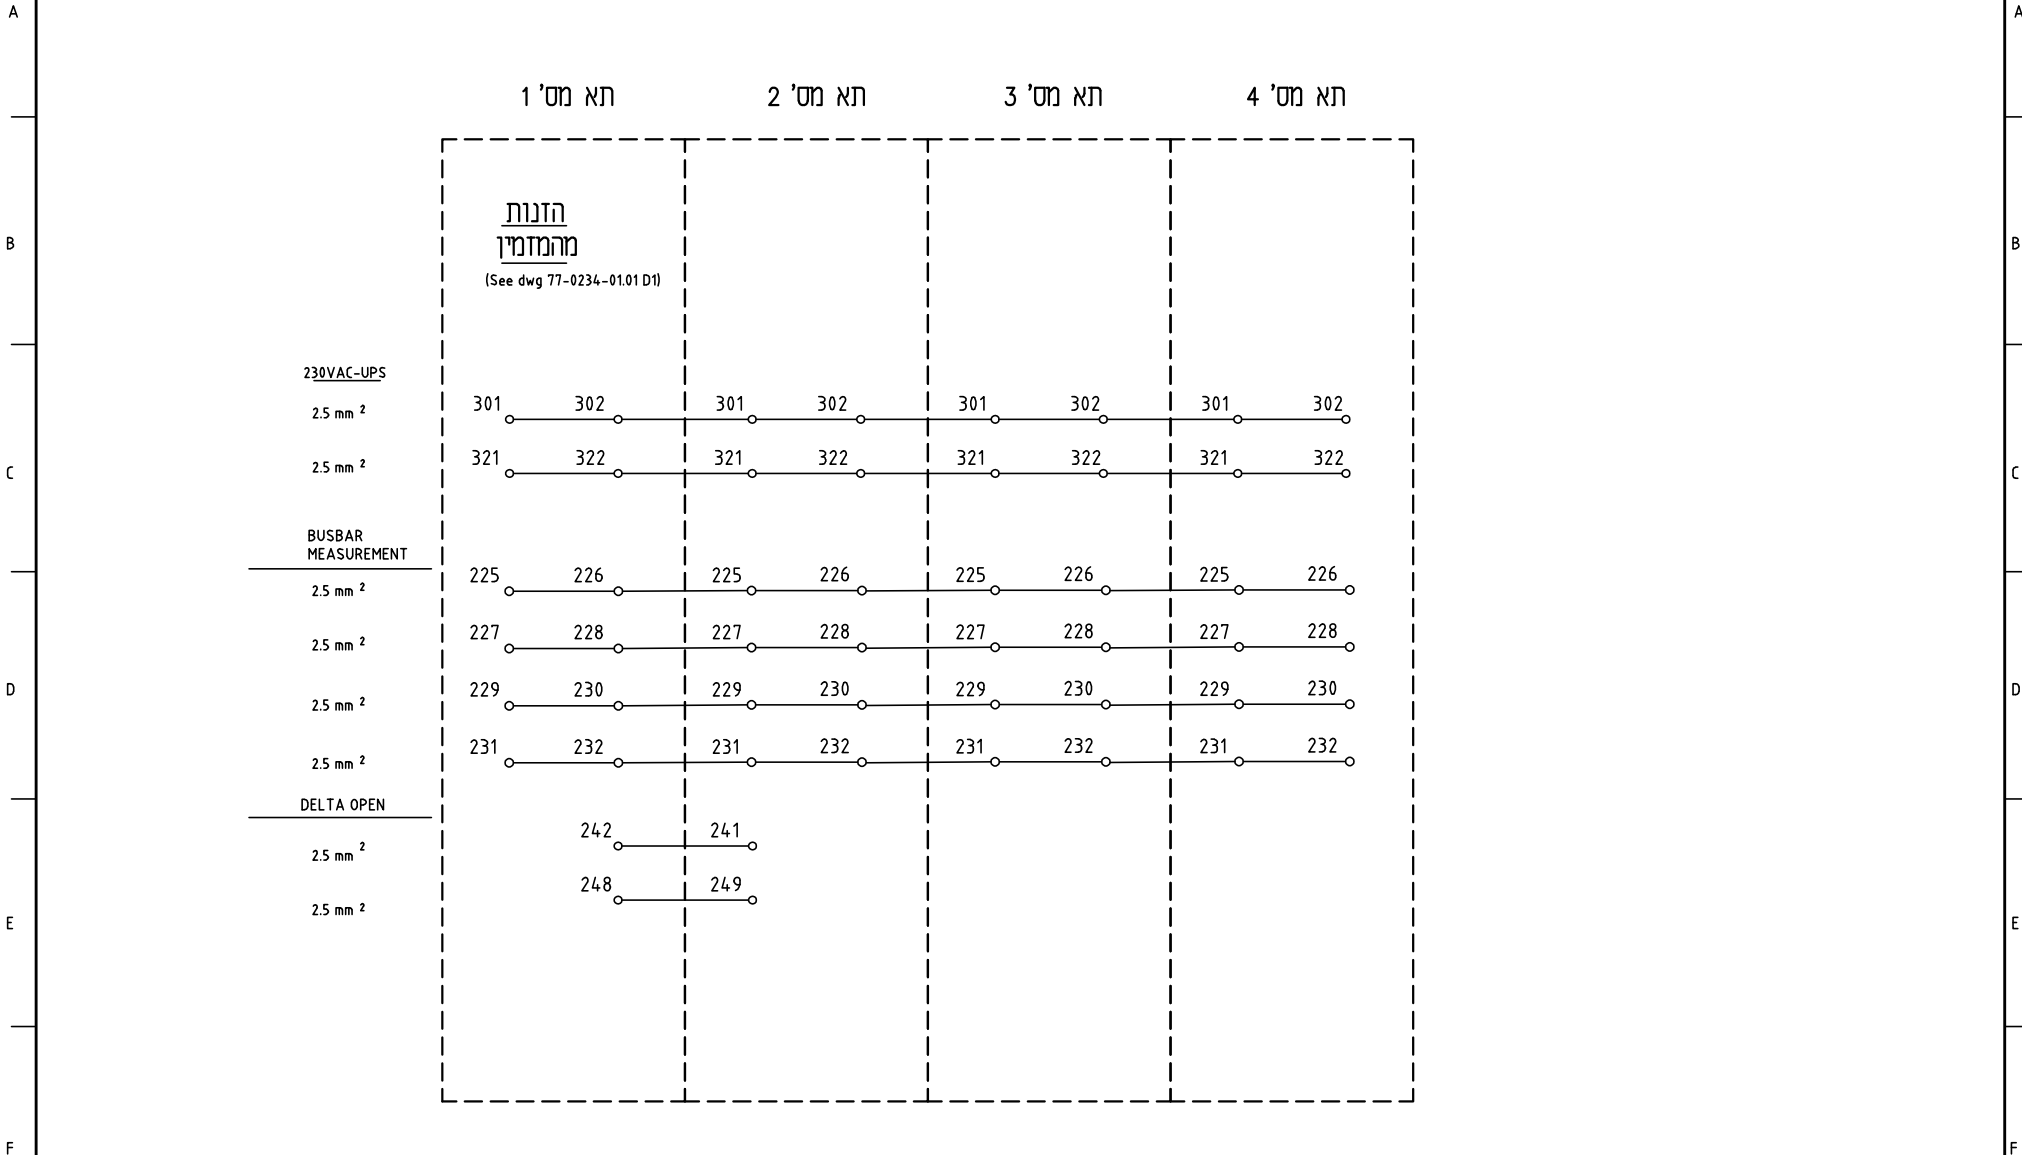 A A
תא מס' 1 תא מס' 2 תא מס' 3 תא מס' 4
הזנות
B B
מהמזמין
(See dwg 77-0234-01.01 D1)
230VAC-UPS
301 302 301 302 301 302 301 302
2.5 mm 2
321 322 321 322 321 322 321 322
2.5 mm 2
C C
BUSBAR
MEASUREMENT
225 226 225 226 225 226 225 226
2.5 mm 2
227 228 227 228 227 228 227 228
2.5 mm 2
229 230 229 230 229 230 229 230
D D
2.5 mm 2
231 232 231 232 231 232 231 232
2.5 mm 2
DELTA OPEN
242 241
2.5 mm 2
248 249
2.5 mm 2
E E
F F